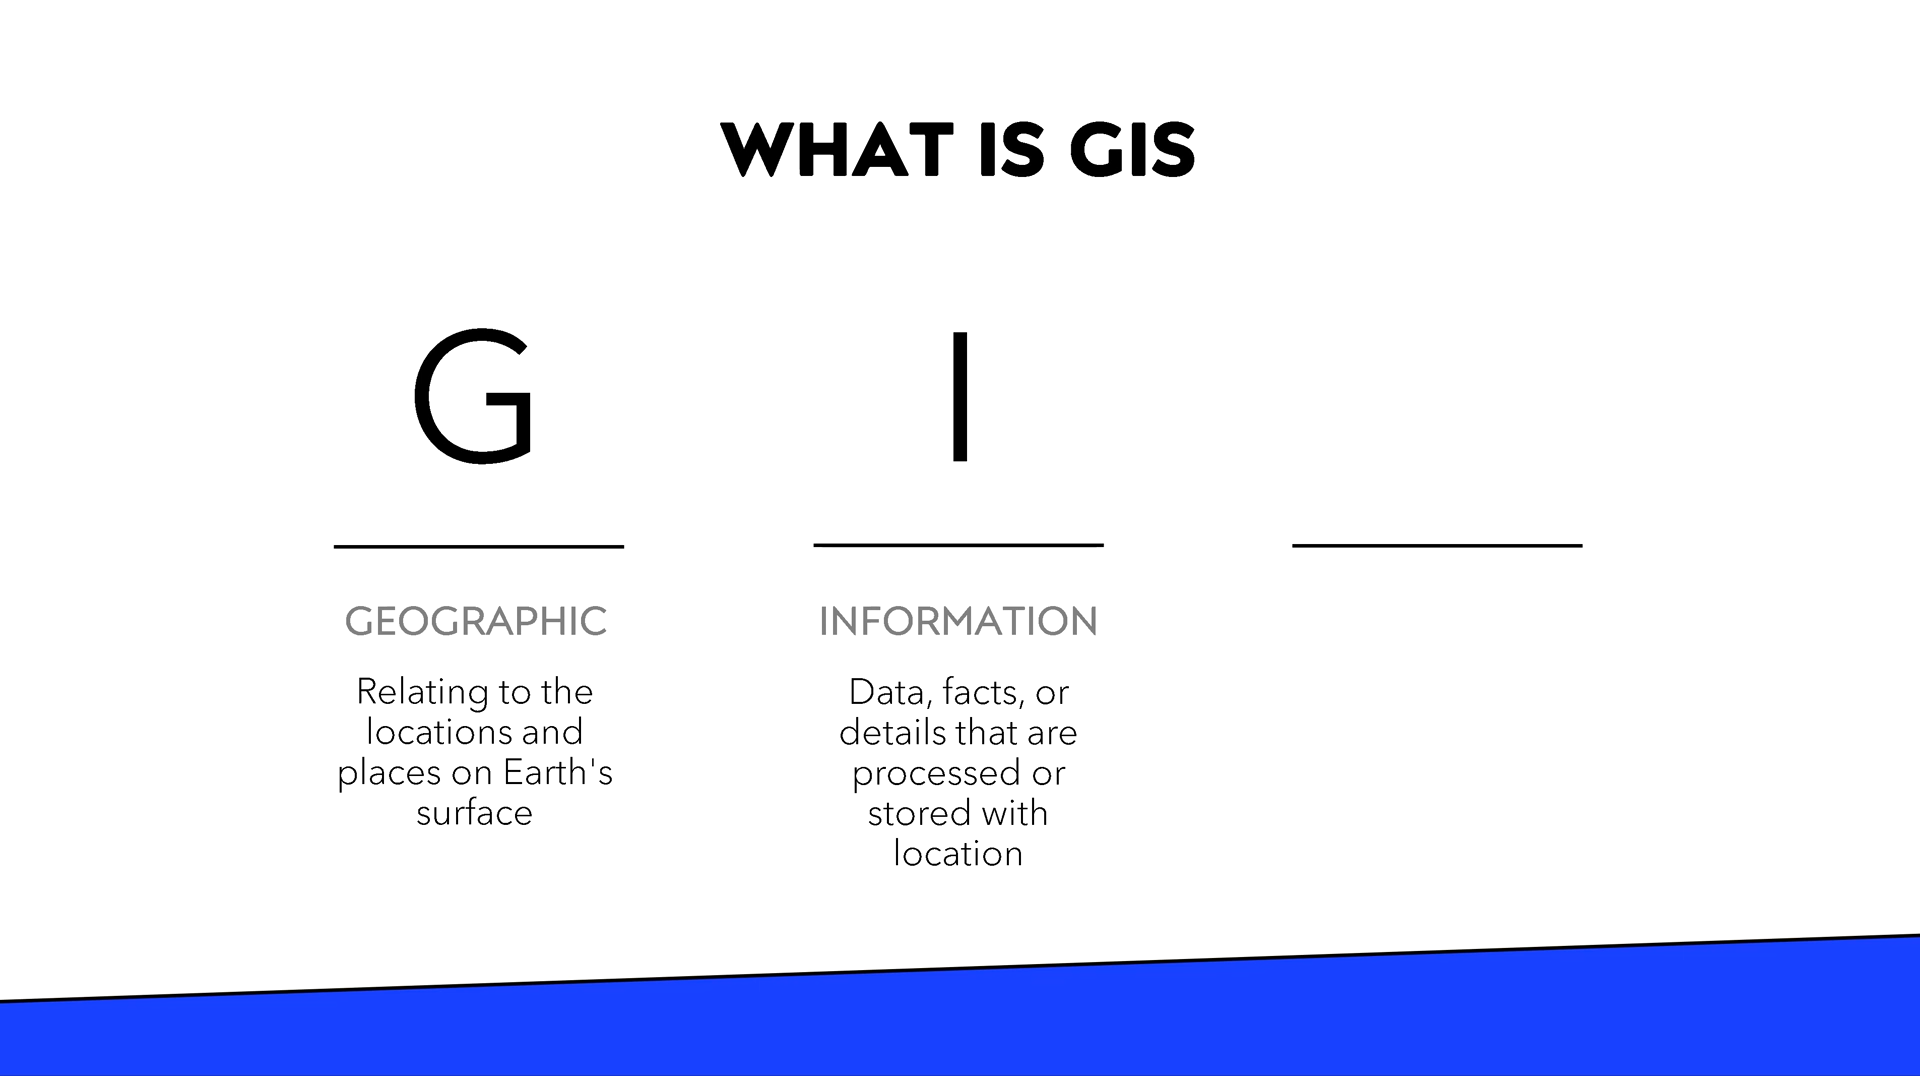 WHAT IS GIS
G
I
GEOGRAPHIC
INFORMATION
Relating to the
locations and
places on Earth's
surface
Data, facts, or
details that are
processed or
stored with
location